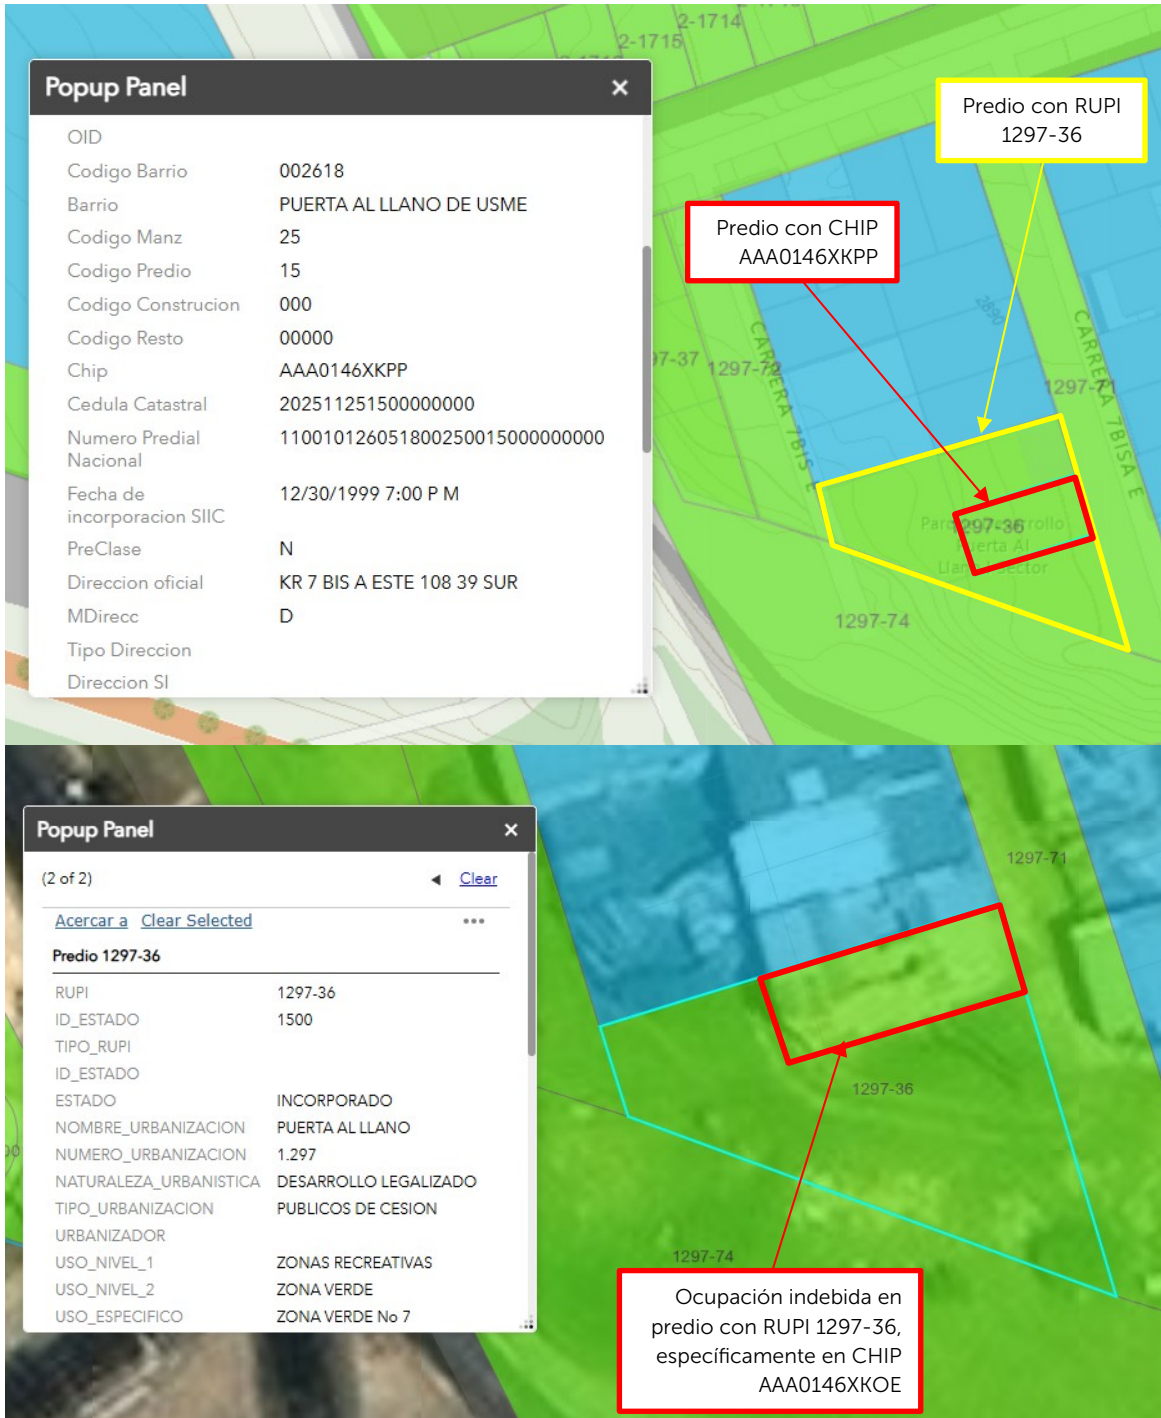 2-1714
2-1715
Popup Panel
OID
Codigo Barrio 002618
Barrio PUERTA AL LLANO DE USME
Codigo Manz 25
Codigo Predio 15
Codigo Construcion 000
Codigo Resto 00000
Chip AAA0146XKPP
Cedula Catastral 202511251500000000
Numero Predial 110010126051800250015000000000
Nacional
Fecha de 12/30/1999 7:00 P M
incorporacion SIIC
PreClase N
Direccion oficial KR 7 BIS A ESTE 108 39 SUR
MDirecc D
Tipo Direccion
Direccion SI
Predio con RUPI
1297-36
Predio con CHIP
AAA0146XKPP
2890
CARRERA 7BIS E
CARRERA 7BISA E
97-37
1297-72
1297-71
1297-36
Puerta Al
1297-74
Popup Panel
(2 of 2) Clear
Acercar a Clear Selected
Predio 1297-36
RUPI 1297-36
ID_ESTADO 1500
TIPO_RUPI
ID_ESTADO
ESTADO INCORPORADO
NOMBRE_URBANIZACION PUERTA AL LLANO
NUMERO_URBANIZACION 1.297
NATURALEZA_URBANISTICA DESARROLLO LEGALIZADO
TIPO_URBANIZACION PUBLICOS DE CESION
URBANIZADOR
USO_NIVEL_1 ZONAS RECREATIVAS
USO_NIVEL_2 ZONA VERDE
USO_ESPECIFICO ZONA VERDE No 7
1297-71
1297-36
1297-74
Ocupación indebida en
predio con RUPI 1297-36,
específicamente en CHIP
AAA0146XKOE